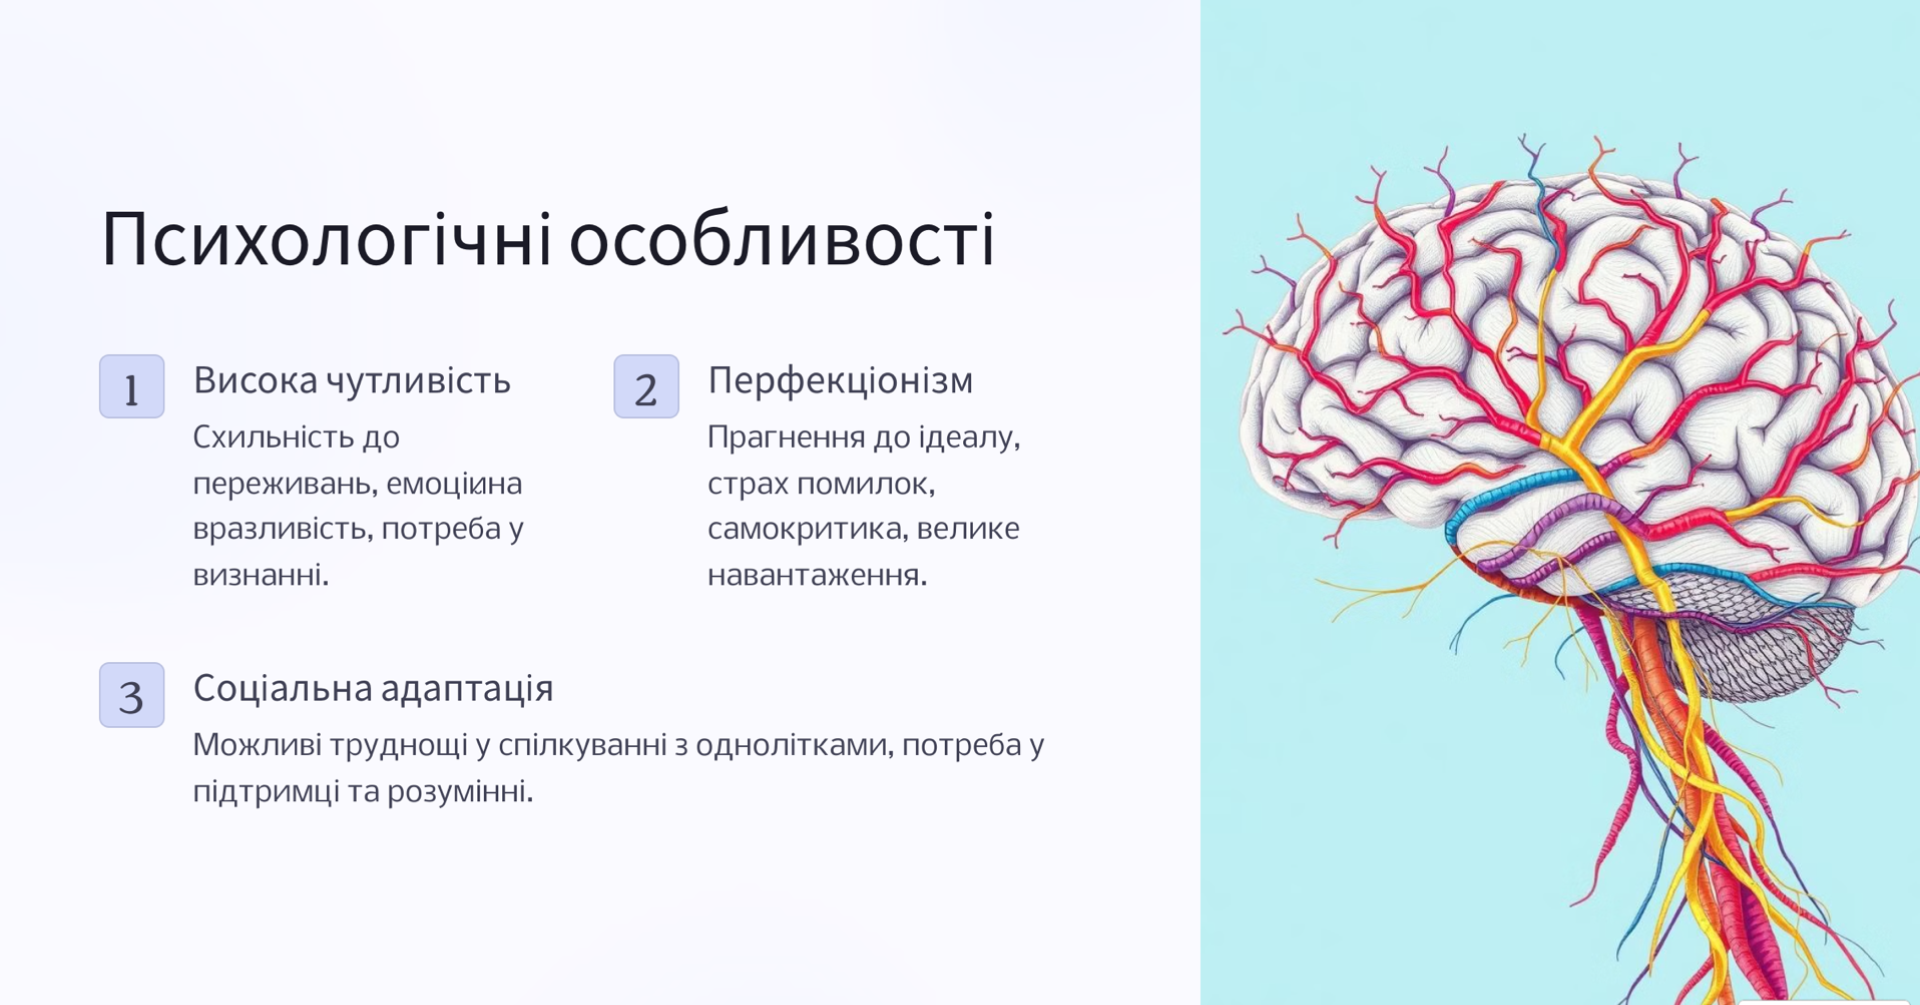 Психологічні особливості
1
Висока чутливість
Схильність до
переживань, емоційна
вразливість, потреба у
визнанні.
2
Перфекціонізм
Прагнення до ідеалу,
страх помилок,
самокритика, велике
навантаження.
3
Соціальна адаптація
Можливі труднощі у спілкуванні з однолітками, потреба у
підтримці та розумінні.